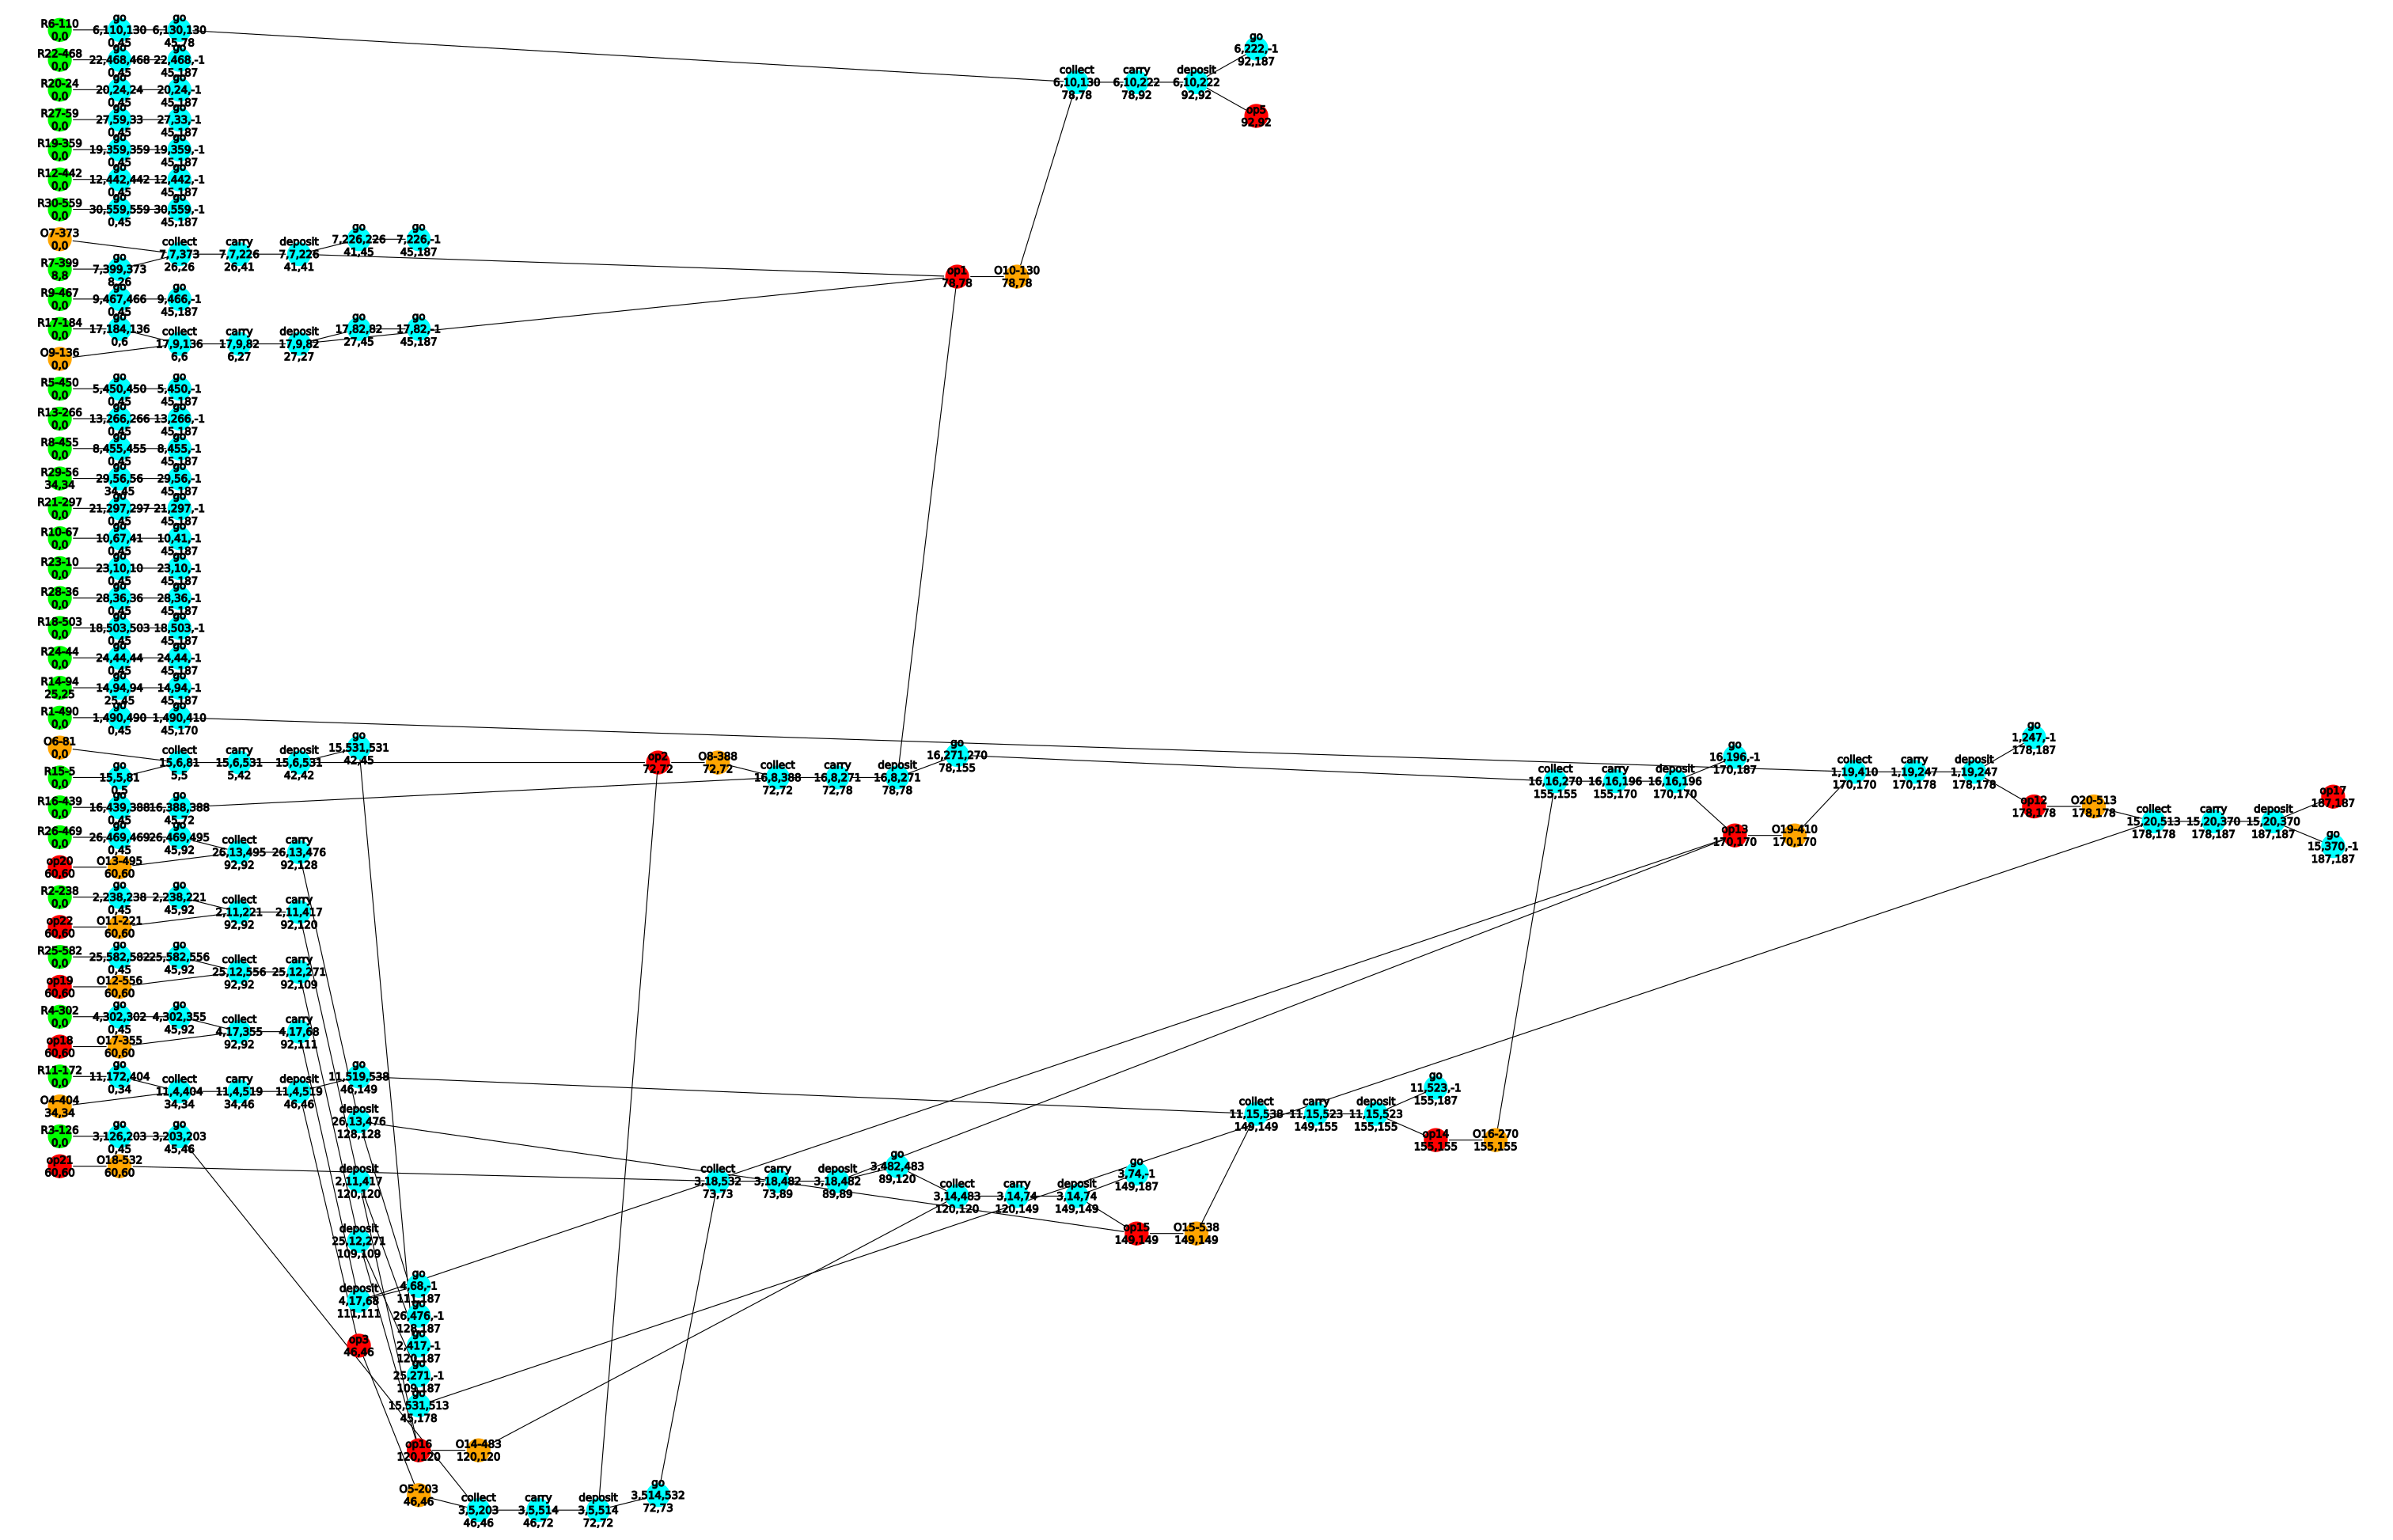 R6-110
0,0
go
6,110,130
0,45
go
6,130,130
45,78
R22-468
0,0
go
22,468,468
0,45
go
22,468,-1
45,187
R20-24
0,0
go
20,24,24
0,45
go
20,24,-1
45,187
R27-59
0,0
go
27,59,33
0,45
go
27,33,-1
45,187
R19-359
0,0
go
19,359,359
0,45
go
19,359,-1
45,187
R12-442
0,0
go
12,442,442
0,45
go
12,442,-1
45,187
R30-559
0,0
go
30,559,559
0,45
go
30,559,-1
45,187
collect
6,10,130
78,78
carry
6,10,222
78,92
deposit
6,10,222
92,92
go
6,222,-1
92,187
op5
92,92
O7-373
0,0
R7-399
8,8
go
7,399,373
8,26
collect
7,7,373
26,26
carry
7,7,226
26,41
deposit
7,7,226
41,41
go
7,226,226
41,45
go
7,226,-1
45,187
op1
78,78
O10-130
78,78
R9-467
0,0
go
9,467,466
0,45
go
9,466,-1
45,187
R17-184
0,0
go
17,184,136
0,6
O9-136
0,0
collect
17,9,136
6,6
carry
17,9,82
6,27
deposit
17,9,82
27,27
go
17,82,82
27,45
go
17,82,-1
45,187
R5-450
0,0
go
5,450,450
0,45
go
5,450,-1
45,187
R13-266
0,0
go
13,266,266
0,45
go
13,266,-1
45,187
R8-455
0,0
go
8,455,455
0,45
go
8,455,-1
45,187
R29-56
34,34
go
29,56,56
34,45
go
29,56,-1
45,187
R21-297
0,0
go
21,297,297
0,45
go
21,297,-1
45,187
R10-67
0,0
go
10,67,41
0,45
go
10,41,-1
45,187
R23-10
0,0
go
23,10,10
0,45
go
23,10,-1
45,187
R28-36
0,0
go
28,36,36
0,45
go
28,36,-1
45,187
R18-503
0,0
go
18,503,503
0,45
go
18,503,-1
45,187
R24-44
0,0
go
24,44,44
0,45
go
24,44,-1
45,187
R14-94
25,25
go
14,94,94
25,45
go
14,94,-1
45,187
R1-490
0,0
go
1,490,490
0,45
go
1,490,410
45,170
O6-81
0,0
R15-5
0,0
go
15,5,81
0,5
collect
15,6,81
5,5
carry
15,6,531
5,42
deposit
15,6,531
42,42
go
15,531,531
42,45
op2
72,72
O8-388
72,72
collect
16,8,388
72,72
carry
16,8,271
72,78
deposit
16,8,271
78,78
go
16,271,270
78,155
collect
16,16,270
155,155
carry
16,16,196
155,170
deposit
16,16,196
170,170
go
16,196,-1
170,187
op13
170,170
O19-410
170,170
collect
1,19,410
170,170
carry
1,19,247
170,178
deposit
1,19,247
178,178
go
1,247,-1
178,187
op12
178,178
O20-513
178,178
collect
15,20,513
178,178
carry
15,20,370
178,187
deposit
15,20,370
187,187
op17
187,187
go
15,370,-1
187,187
R16-439
0,0
go
16,439,388
0,45
go
16,388,388
45,72
R26-469
0,0
go
26,469,469
0,45
go
26,469,495
45,92
op20
60,60
O13-495
60,60
collect
26,13,495
92,92
carry
26,13,476
92,128
R2-238
0,0
go
2,238,238
0,45
go
2,238,221
45,92
op22
60,60
O11-221
60,60
collect
2,11,221
92,92
carry
2,11,417
92,120
R25-582
0,0
go
25,582,582
0,45
go
25,582,556
45,92
op19
60,60
O12-556
60,60
collect
25,12,556
92,92
carry
25,12,271
92,109
R4-302
0,0
go
4,302,302
0,45
go
4,302,355
45,92
op18
60,60
O17-355
60,60
collect
4,17,355
92,92
carry
4,17,68
92,111
R11-172
0,0
go
11,172,404
0,34
O4-404
34,34
collect
11,4,404
34,34
carry
11,4,519
34,46
deposit
11,4,519
46,46
go
11,519,538
46,149
R3-126
0,0
go
3,126,203
0,45
go
3,203,203
45,46
op21
60,60
O18-532
60,60
deposit
26,13,476
128,128
deposit
2,11,417
120,120
deposit
25,12,271
109,109
deposit
4,17,68
111,111
op3
46,46
go
4,68,-1
111,187
go
26,476,-1
128,187
go
2,417,-1
120,187
go
25,271,-1
109,187
go
15,531,513
45,178
op16
120,120
O14-483
120,120
O5-203
46,46
collect
3,5,203
46,46
carry
3,5,514
46,72
deposit
3,5,514
72,72
go
3,514,532
72,73
collect
3,18,532
73,73
carry
3,18,482
73,89
deposit
3,18,482
89,89
go
3,482,483
89,120
collect
3,14,483
120,120
carry
3,14,74
120,149
deposit
3,14,74
149,149
go
3,74,-1
149,187
op15
149,149
O15-538
149,149
collect
11,15,538
149,149
carry
11,15,523
149,155
deposit
11,15,523
155,155
go
11,523,-1
155,187
op14
155,155
O16-270
155,155